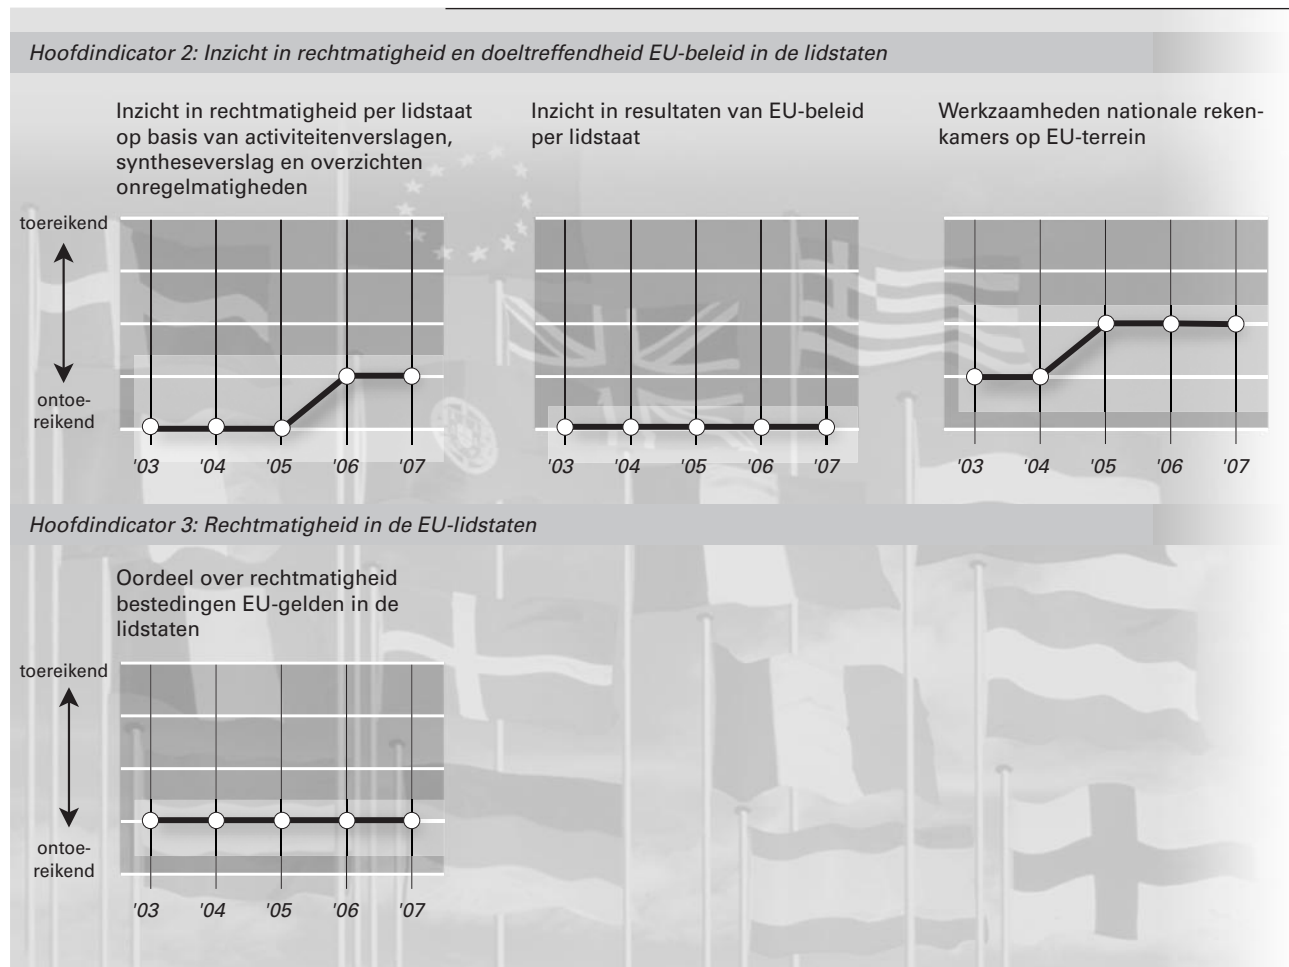 Hoofdindicator 2: Inzicht in rechtmatigheid en doeltreffendheid EU-beleid in de lidstaten
Inzicht in rechtmatigheid per lidstaat
op basis van activiteitenverslagen,
syntheseverslag en overzichten
onregelmatigheden
toereikend
ontoe-
reikend
'03 '04 '05 '06 '07
Inzicht in resultaten van EU-beleid
per lidstaat
'03 '04 '05 '06 '07
Werkzaamheden nationale reken-
kamers op EU-terrein
'03 '04 '05 '06 '07
Hoofdindicator 3: Rechtmatigheid in de EU-lidstaten
Oordeel over rechtmatigheid
bestedingen EU-gelden in de
lidstaten
toereikend
ontoe-
reikend
'03 '04 '05 '06 '07